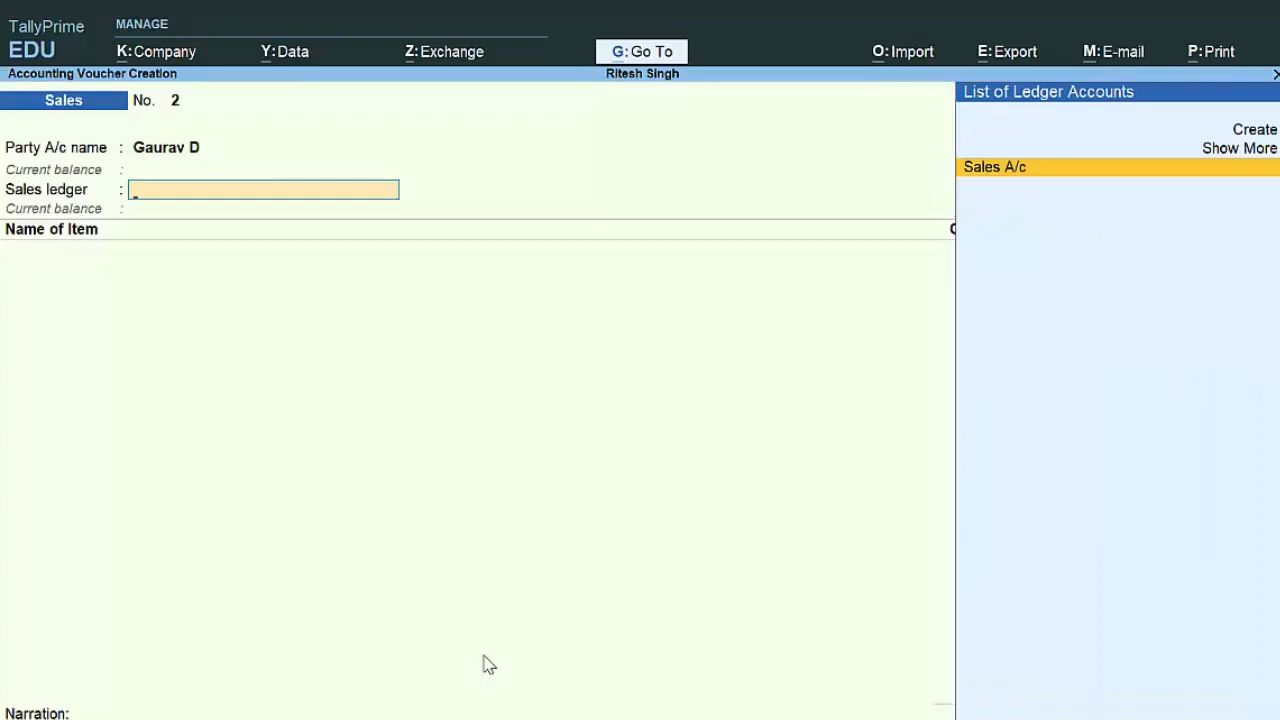 TallyPrime
MANAGE
EDU
K:Company Y:Data Z:Exchange G:Go To O:Import E:Export M:E-mail P:Print
Accounting Voucher Creation Ritesh Singh
Sales No. 2
List of Ledger Accounts
Create
Party A/c name : Gaurav D
Show More
Current balance :
Sales A/c
Sales ledger :
Current balance :
Name of Item
Narration: